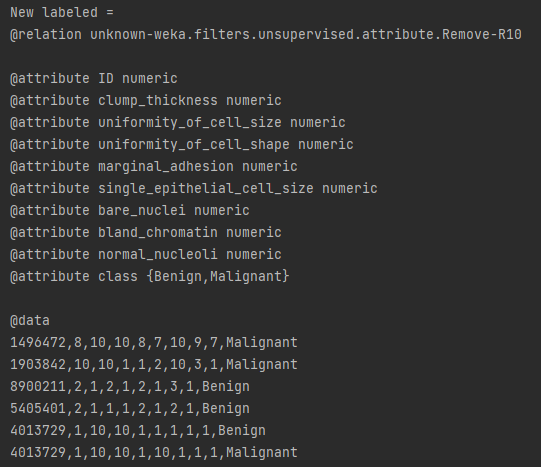 New labeled =
@relation unknown-weka.filters.unsupervised.attribute.Remove-R10
@attribute ID numeric
@attribute clump_thickness numeric
@attribute uniformity_of_cell_size numeric
@attribute uniformity_of_cell_shape numeric
@attribute marginal_adhesion numeric
@attribute single_epithelial_cell_size numeric
@attribute bare_nuclei numeric
@attribute bland_chromatin numeric
@attribute normal_nucleoli numeric
@attribute class {Benign,Malignant}
@data
1496472,8,10,10,8,7,10,9,7,Malignant
1903842,10,10,1,1,2,10,3,1,Malignant
8900211,2,1,2,1,2,1,3,1,Benign
5405401,2,1,1,1,2,1,2,1,Benign
4013729,1,10,10,1,1,1,1,1,Benign
4013729,1,10,10,1,10,1,1,1,Malignant